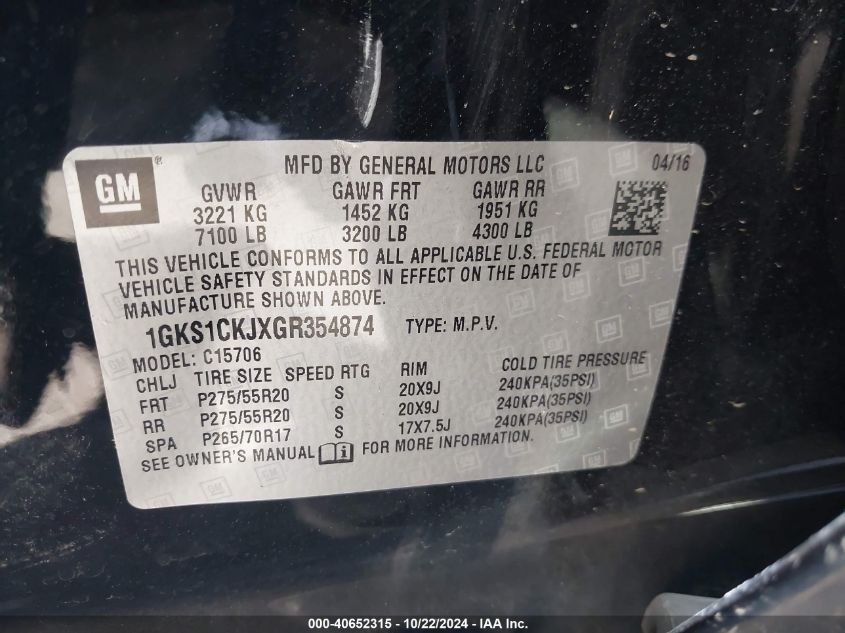 GM ® MFD BY GENERAL MOTORS LLC 04/16
GVWR GAWR FRT GAWR RR
3221 KG 1452 KG 1951 KG
7100 LB 3200 LB 4300 LB
THIS VEHICLE CONFORMS TO ALL APPLICABLE U.S. FEDERAL MOTOR
VEHICLE SAFETY STANDARDS IN EFFECT ON THE DATE OF
MANUFACTURE SHOWN ABOVE.
1GKS1CKJXGR354874 TYPE: M.P.V.
MODEL: C15706
CHLJ TIRE SIZE SPEED RTG RIM COLD TIRE PRESSURE
FRT P275/55R20 S 20X9J 240KPA(35PSI)
RR P275/55R20 S 20X9J 240KPA(35PSI)
SPA P265/70R17 S 17X7.5J 240KPA(35PSI)
SEE OWNER'S MANUAL FOR MORE INFORMATION.
000-40652315 - 10/22/2024 - IAA